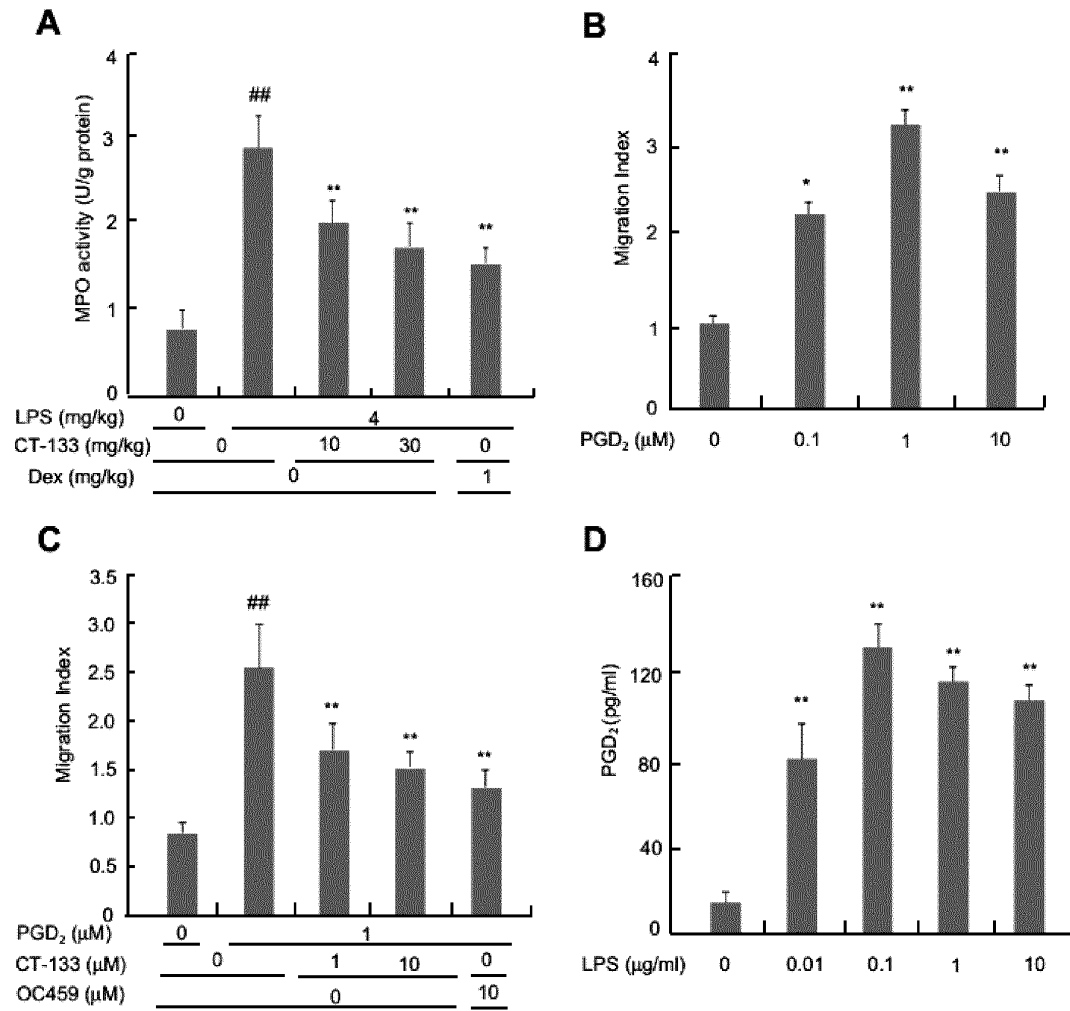 A
4
3
2
1
0
MPO activity (U/g protein)
##
**
**
**
LPS (mg/kg) 0 4
CT-133 (mg/kg) 0 10 30 0
Dex (mg/kg) 0 1
B
4
3
2
1
0
Migration Index
*
**
**
PGD₂ (μM) 0 0.1 1 10
C
3.5
3.0
2.5
2.0
1.5
1.0
0.5
0
Migration Index
##
**
**
**
PGD₂ (μM) 0 1
CT-133 (μM) 0 1 10 0
OC459 (μM) 0 10
D
160
120
80
40
0
PGD₂ (pg/ml)
**
**
**
**
LPS (μg/ml) 0 0.01 0.1 1 10